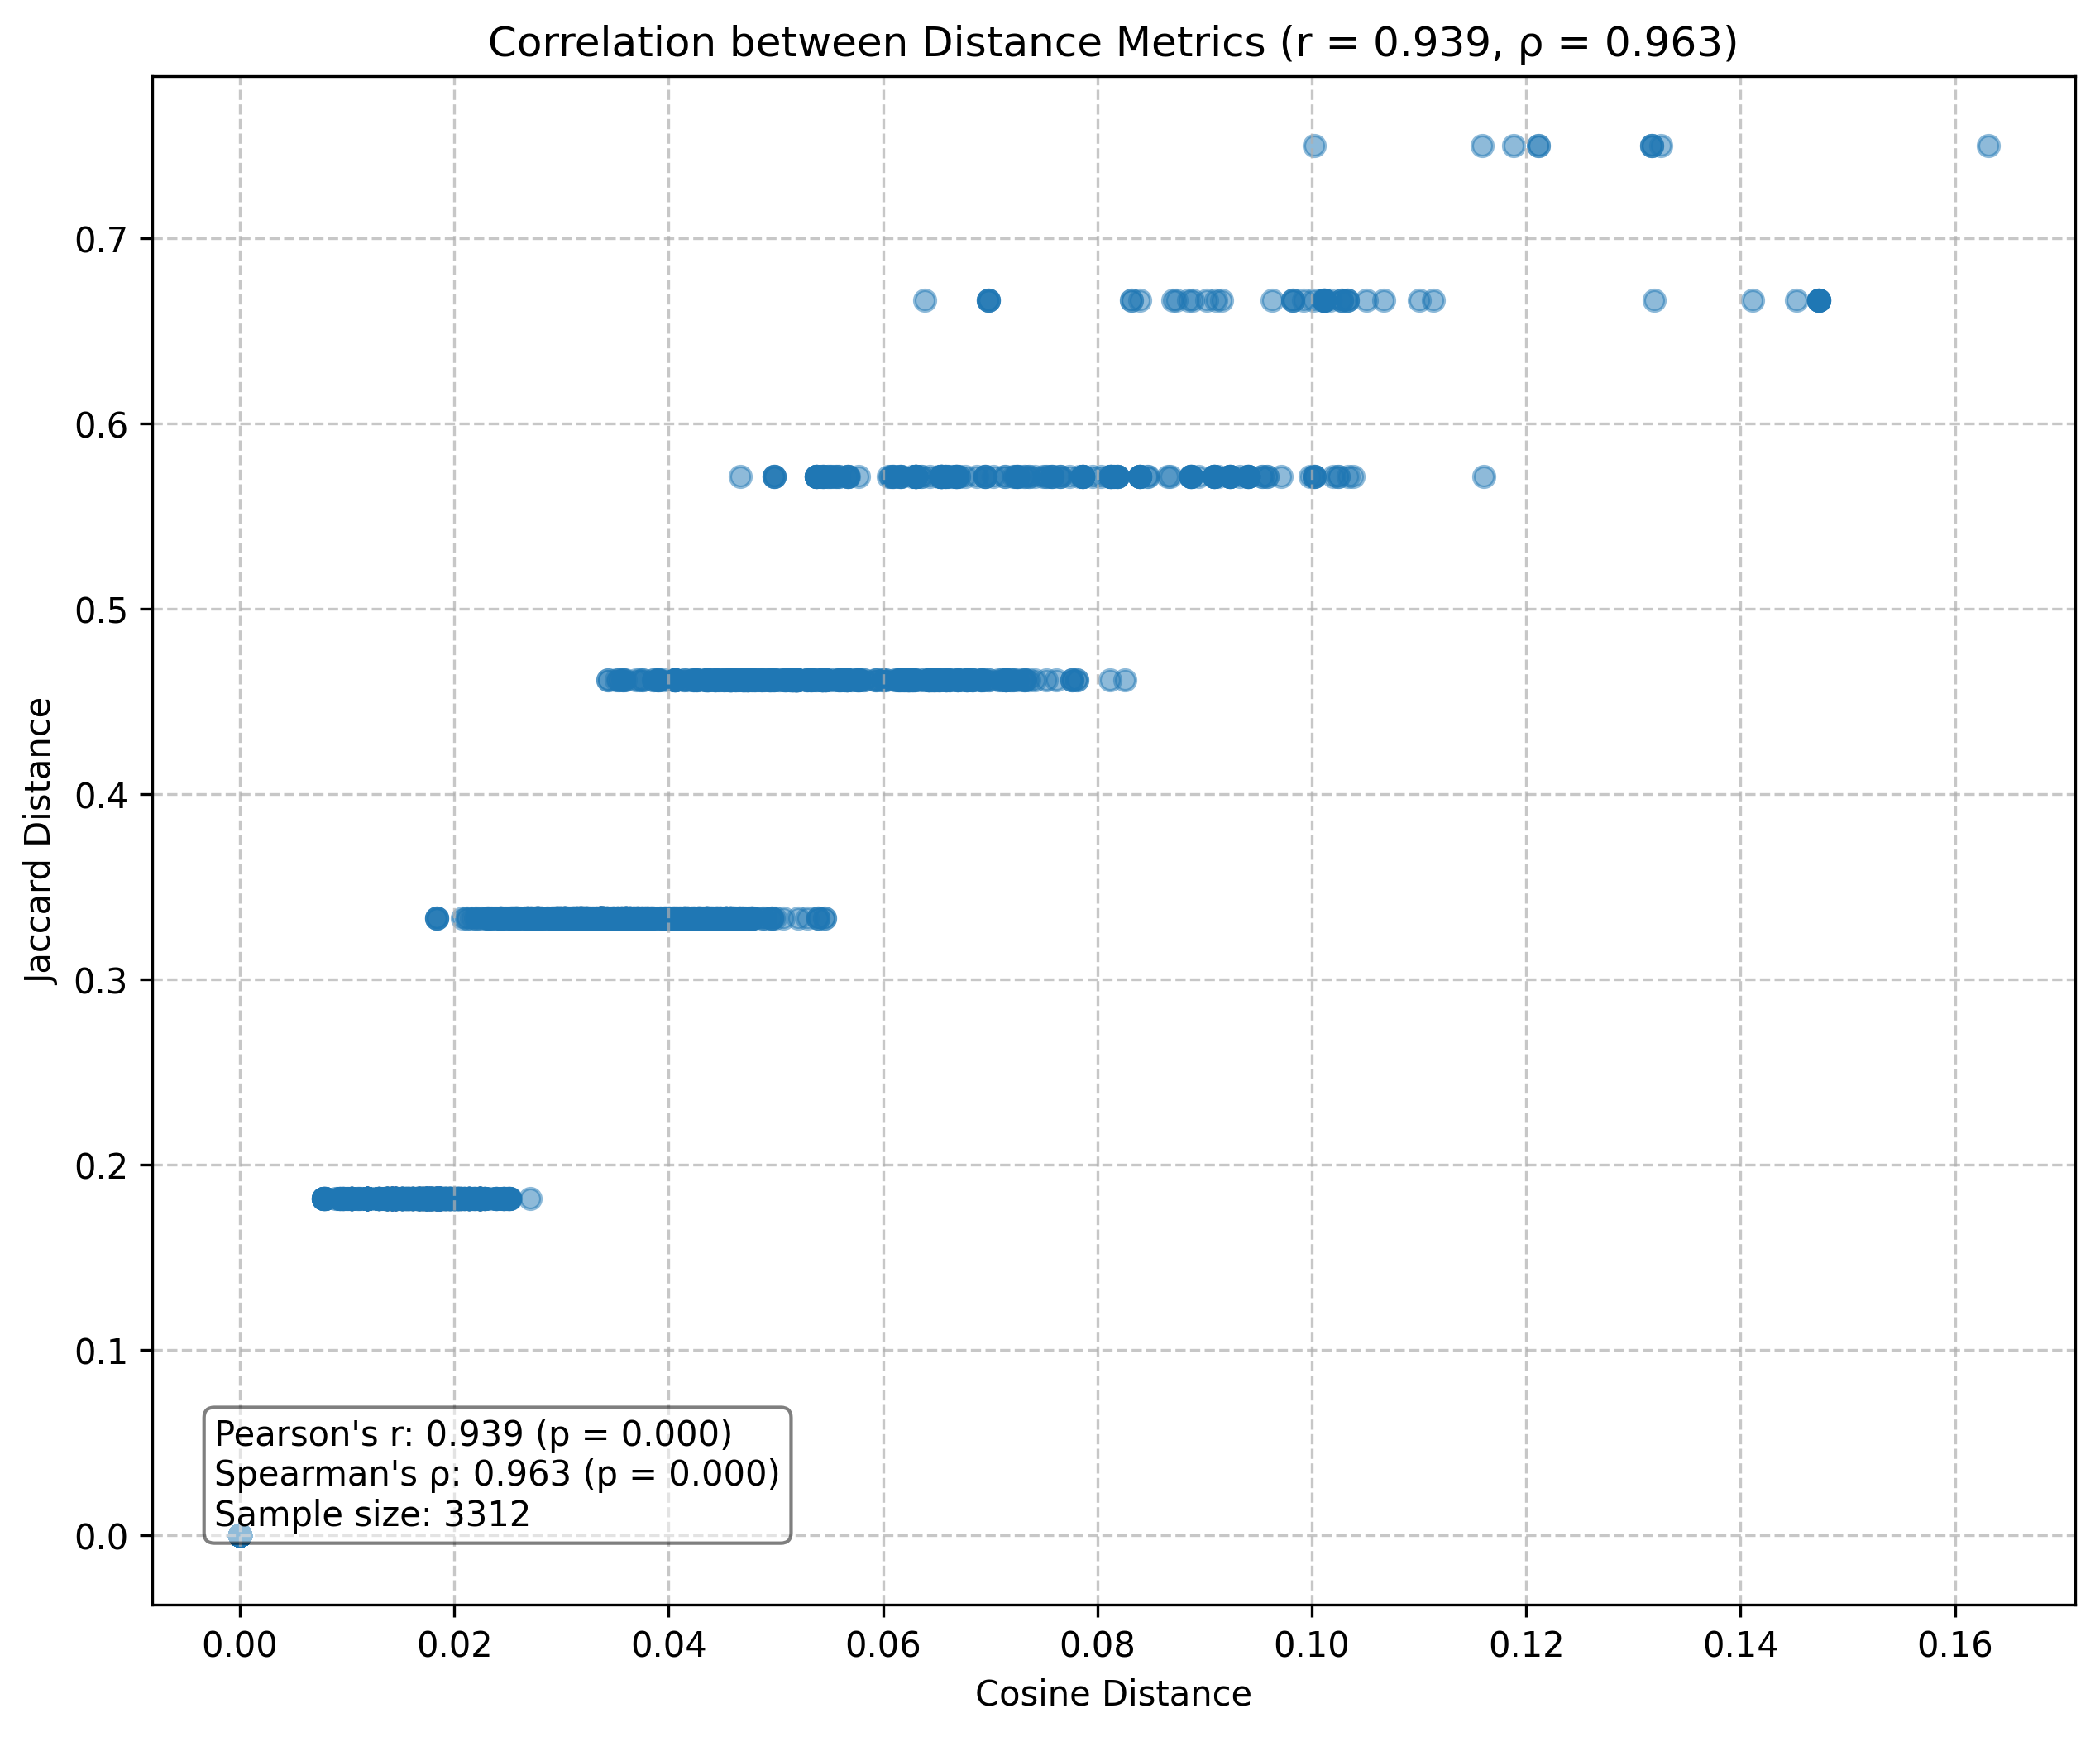 Correlation between Distance Metrics (r = 0.939, ρ = 0.963)
Jaccard Distance
0.7
0.6
0.5
0.4
0.3
0.2
0.1
0.0
Pearson's r: 0.939 (p = 0.000)
Spearman's ρ: 0.963 (p = 0.000)
Sample size: 3312
0.00 0.02 0.04 0.06 0.08 0.10 0.12 0.14 0.16
Cosine Distance